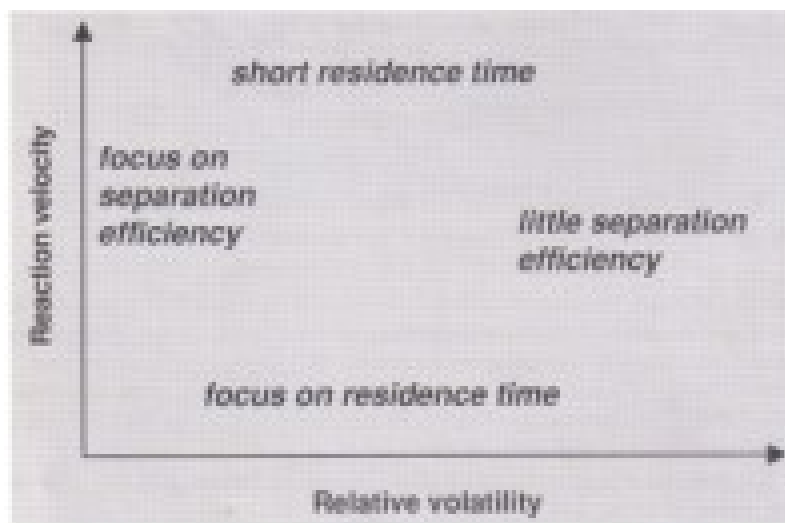 short residence time
focus on
separation
efficiency
little separation
efficiency
focus on residence time
Reaction velocity
Relative volatility